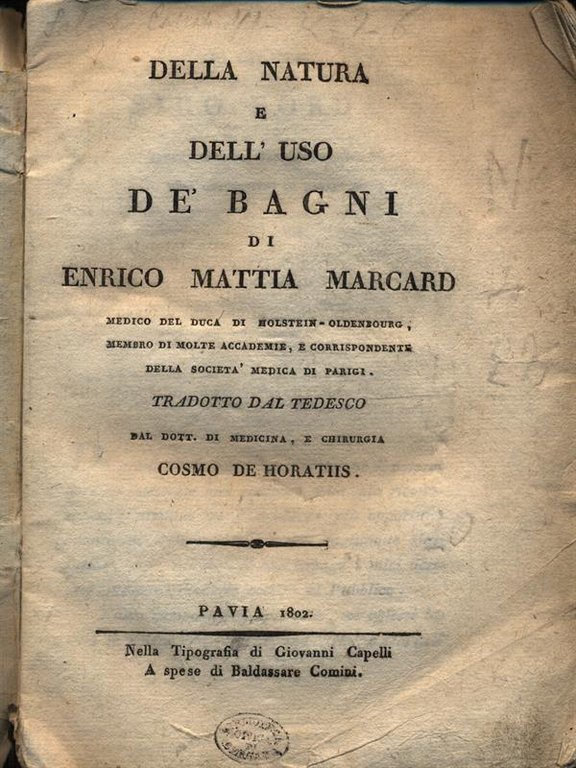 DELLA NATURA
E
DELL' USO
DE' BAGNI
DI
ENRICO MATTIA MARCARD
MEDICO DEL DUCA DI HOLSTEIN-OLDENBOURG,
MEMBRO DI MOLTE ACCADEMIE, E CORRISPONDENTE
DELLA SOCIETA' MEDICA DI PARIGI.
TRADOTTO DAL TEDESCO
DAL DOTT. DI MEDICINA, E CHIRURGIA
COSMO DE HORATIIS.
PAVIA 1802.
Nella Tipografia di Giovanni Capelli
A spese di Baldassare Comini.